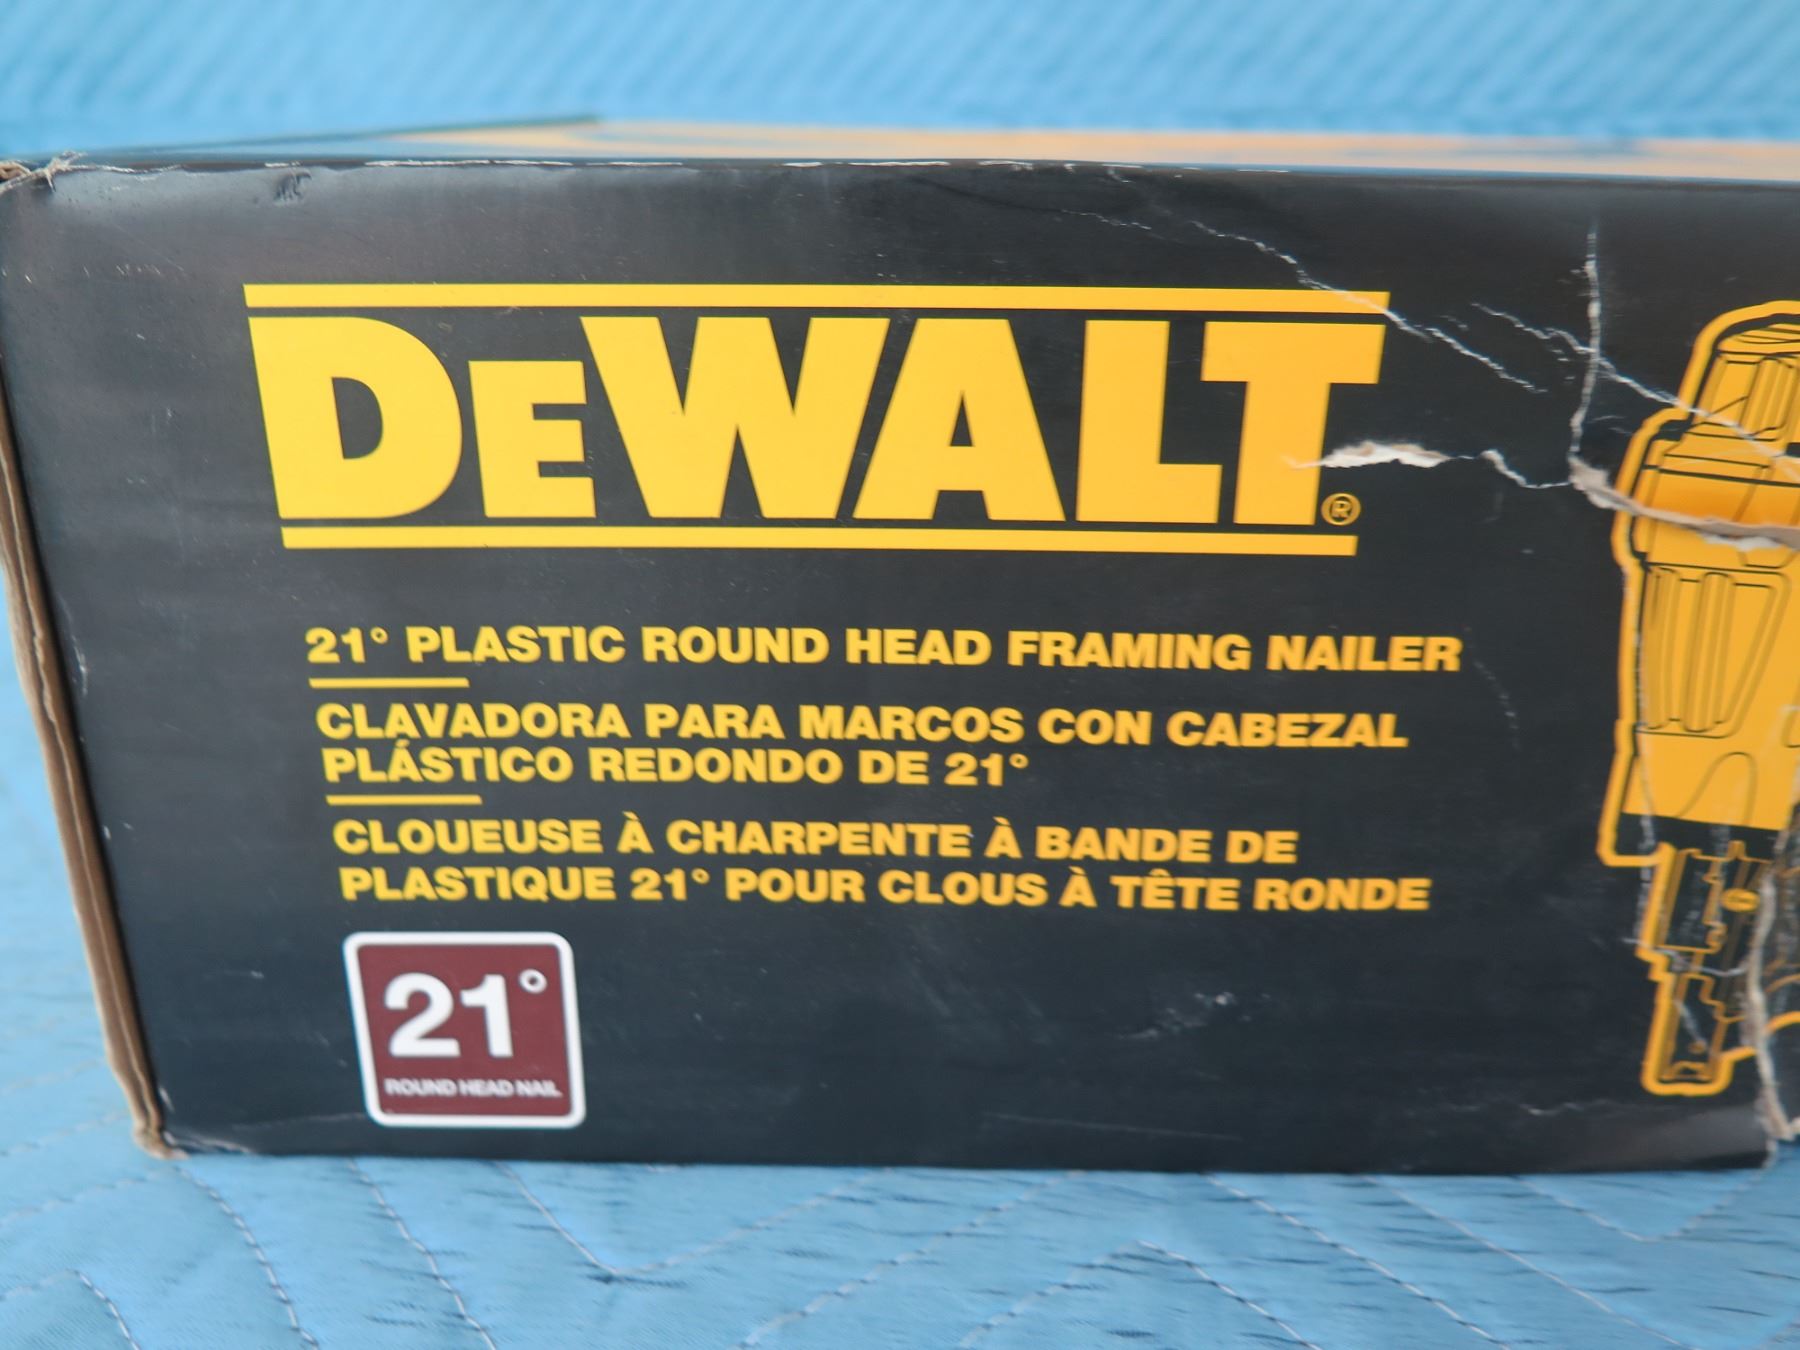 DEWALT®
21° PLASTIC ROUND HEAD FRAMING NAILER
CLAVADORA PARA MARCOS CON CABEZAL
PLÁSTICO REDONDO DE 21°
CLOUEUSE À CHARPENTE À BANDE DE
PLASTIQUE 21° POUR CLOUS À TÊTE RONDE
21°
ROUND HEAD NAIL